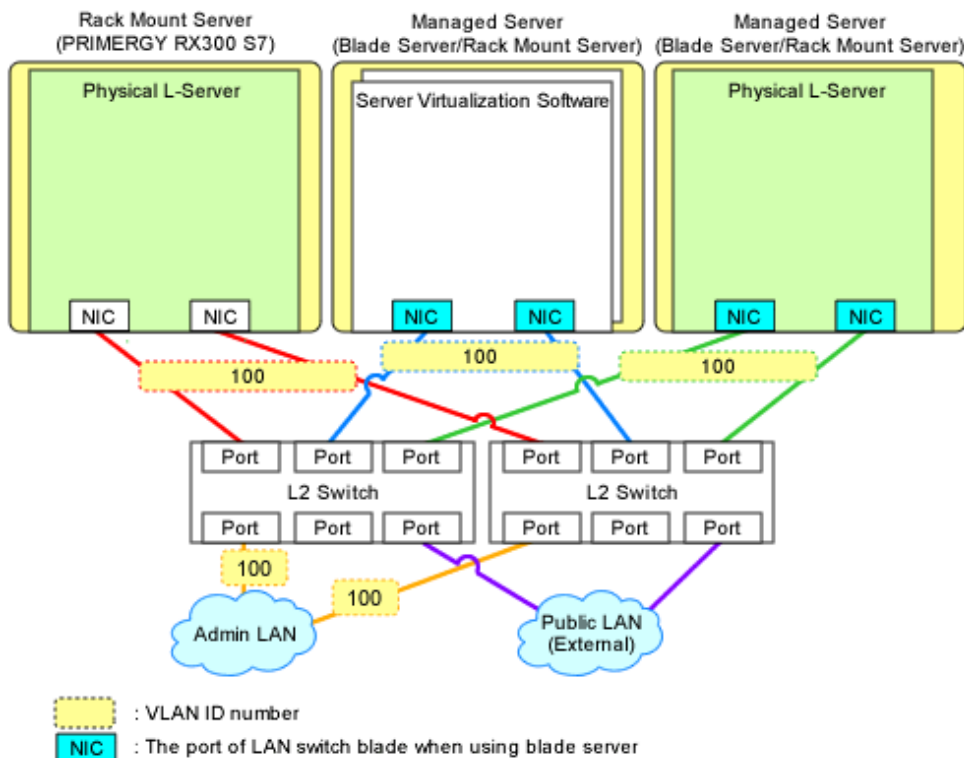 Rack Mount Server
(PRIMERGY RX300 S7)
Managed Server
(Blade Server/Rack Mount Server)
Managed Server
(Blade Server/Rack Mount Server)
Physical L-Server
Server Virtualization Software
Physical L-Server
NIC NIC NIC NIC NIC NIC
100 100 100
Port Port Port Port Port Port
L2 Switch L2 Switch
Port Port Port Port Port Port
100
100
Admin LAN
Public LAN
(External)
: VLAN ID number
NIC : The port of LAN switch blade when using blade server